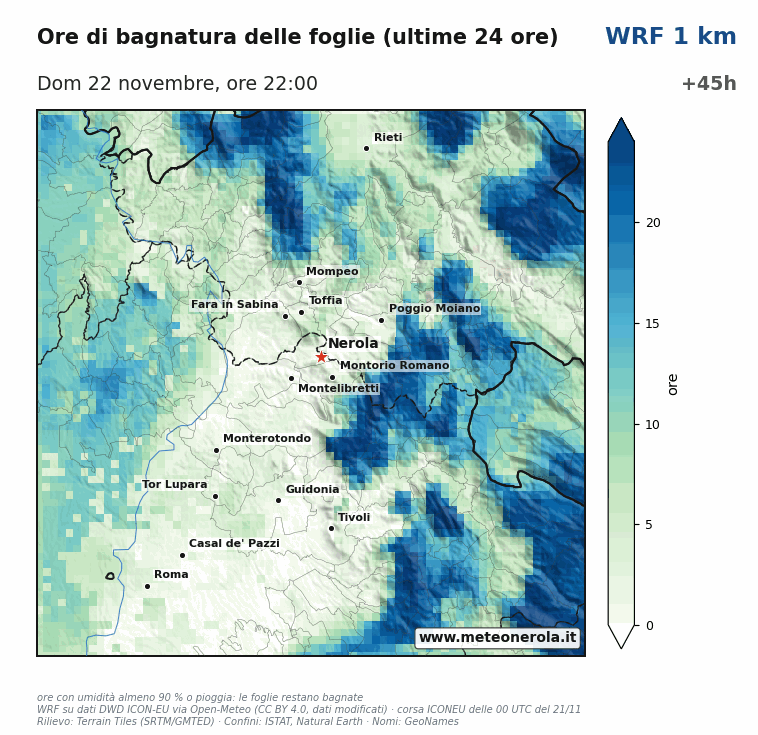 Ore di bagnatura delle foglie (ultime 24 ore)
WRF 1 km
Dom 22 novembre, ore 22:00
+45h
Rieti
Mompeo
Fara in Sabina
Toffia
Poggio Moiano
Nerola
Montorio Romano
Montelibretti
Monterotondo
Tor Lupara
Guidonia
Tivoli
Casal de' Pazzi
Roma
www.meteonerola.it
20
15
10
5
0
ore
ore con umidità almeno 90 % o pioggia: le foglie restano bagnate
WRF su dati DWD ICON-EU via Open-Meteo (CC BY 4.0, dati modificati) · corsa ICONEU delle 00 UTC del 21/11
Rilievo: Terrain Tiles (SRTM/GMTED) · Confini: ISTAT, Natural Earth · Nomi: GeoNames